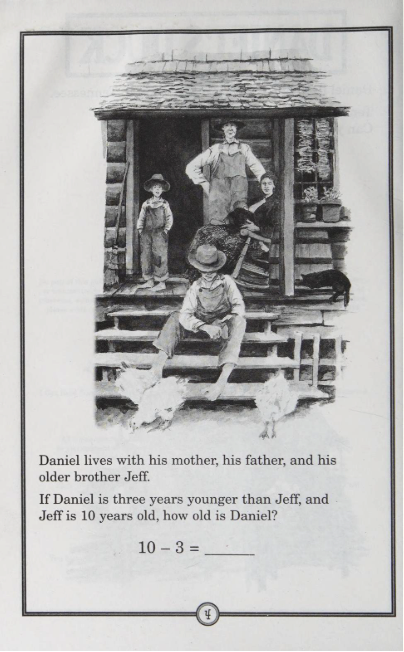 Daniel lives with his mother, his father, and his
older brother Jeff.
If Daniel is three years younger than Jeff, and
Jeff is 10 years old, how old is Daniel?
10 – 3 = ______
4